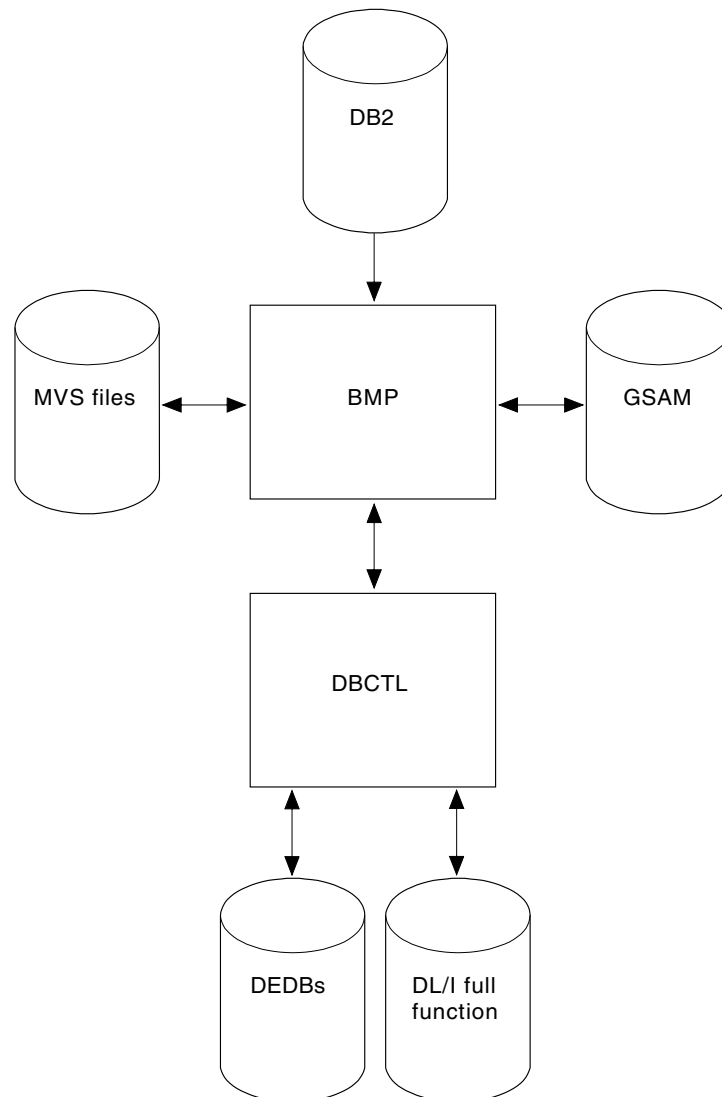 DB2
MVS files
BMP
GSAM
DBCTL
DEDBs
DL/I full
function